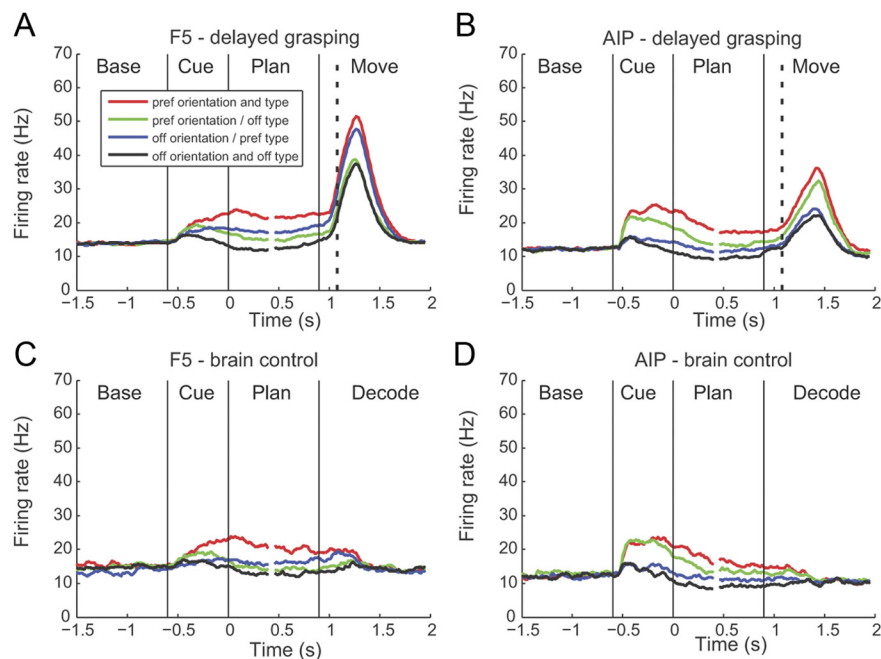 A
F5 - delayed grasping
70
60
50
40
30
20
10
0
Firing rate (Hz)
Base
Cue
Plan
Move
pref orientation and type
pref orientation / off type
off orientation / pref type
off orientation and off type
−1.5 −1 −0.5 0 0.5 1 1.5 2
Time (s)
B
AIP - delayed grasping
70
60
50
40
30
20
10
0
Firing rate (Hz)
Base
Cue
Plan
Move
−1.5 −1 −0.5 0 0.5 1 1.5 2
Time (s)
C
F5 - brain control
70
60
50
40
30
20
10
0
Firing rate (Hz)
Base
Cue
Plan
Decode
−1.5 −1 −0.5 0 0.5 1 1.5 2
Time (s)
D
AIP - brain control
70
60
50
40
30
20
10
0
Firing rate (Hz)
Base
Cue
Plan
Decode
−1.5 −1 −0.5 0 0.5 1 1.5 2
Time (s)